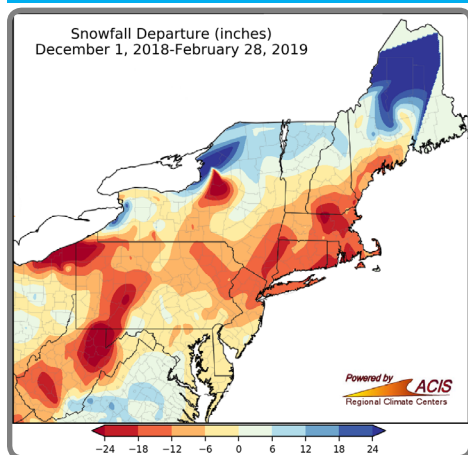 Snowfall Departure (inches)
December 1, 2018-February 28, 2019
Powered by
ACIS
Regional Climate Centers
−24 −18 −12 −6 0 6 12 18 24